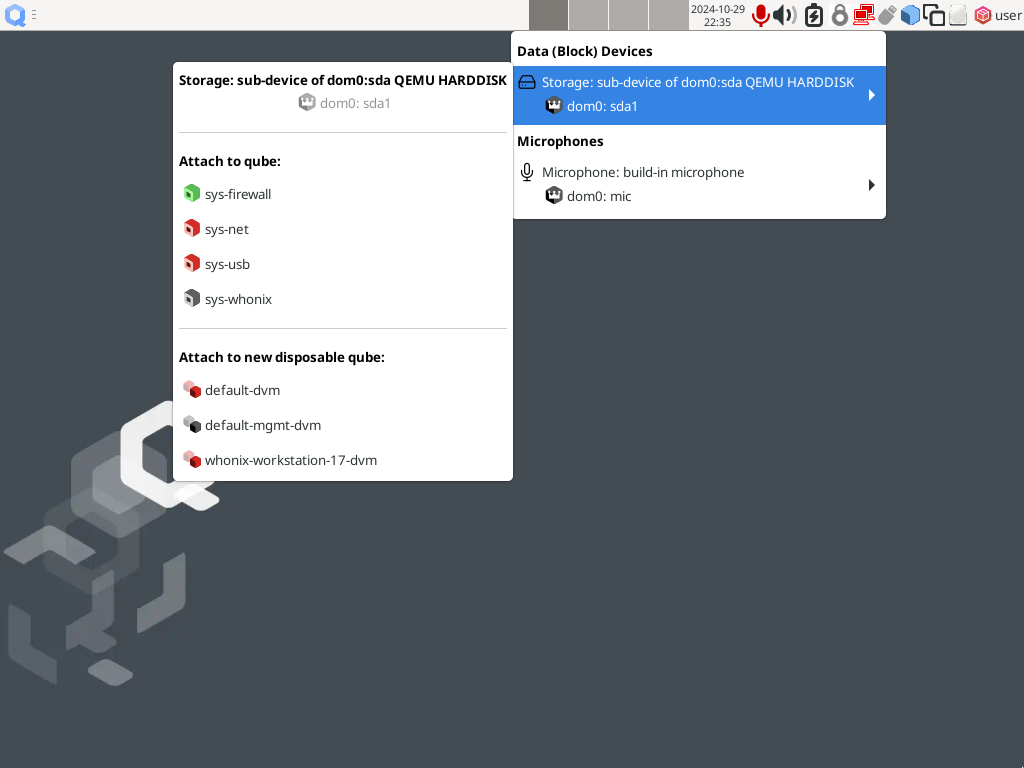 2024-10-29
22:35
user
Data (Block) Devices
Storage: sub-device of dom0:sda QEMU HARDDISK
dom0: sda1
Microphones
Microphone: build-in microphone
dom0: mic
Storage: sub-device of dom0:sda QEMU HARDDISK
dom0: sda1
Attach to qube:
sys-firewall
sys-net
sys-usb
sys-whonix
Attach to new disposable qube:
default-dvm
default-mgmt-dvm
whonix-workstation-17-dvm